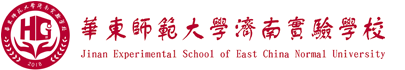 華東師範大學濟南實驗學校
Jinan Experimental School of East China Normal University
2016